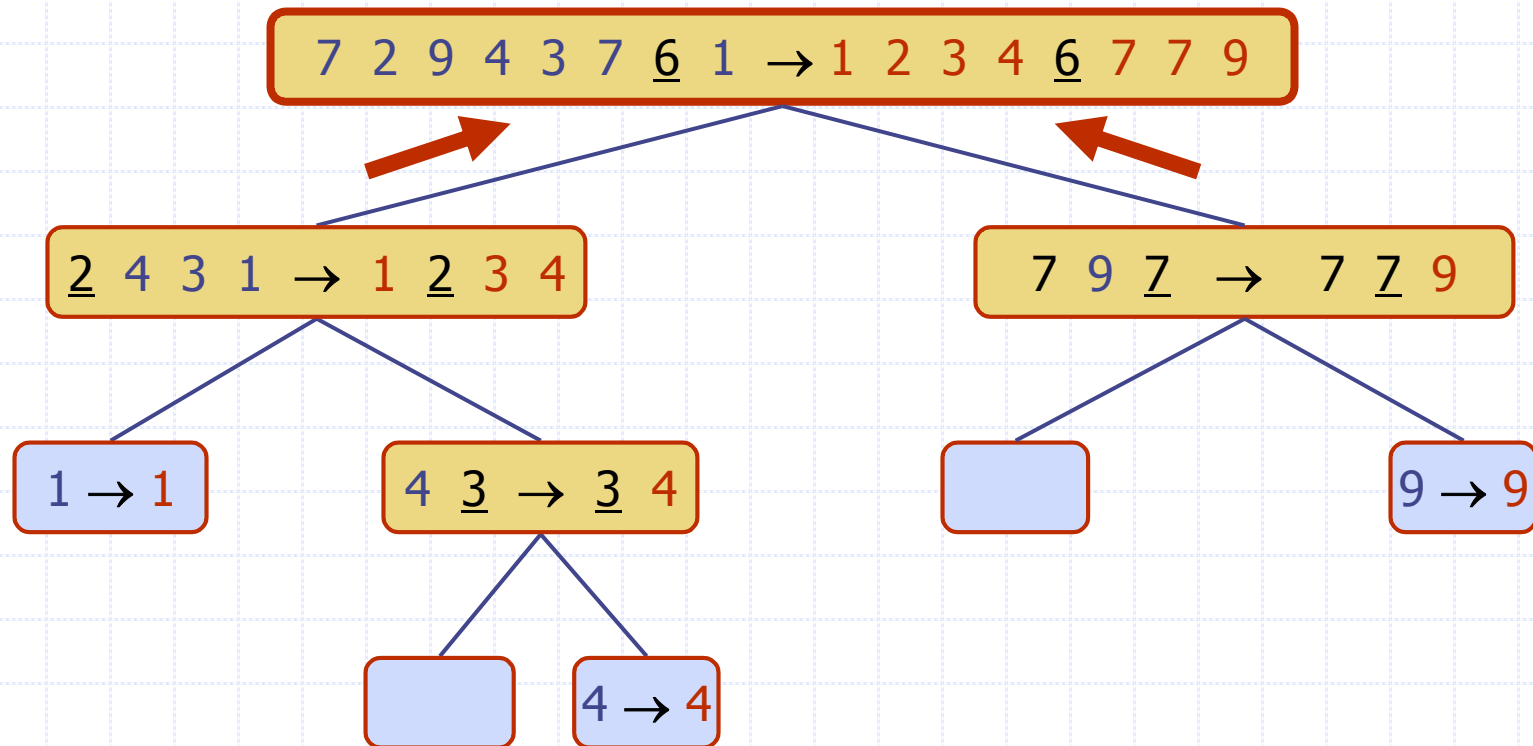 7 2 9 4 3 7 6 1 → 1 2 3 4 6 7 7 9
2 4 3 1 → 1 2 3 4
7 9 7 → 7 7 9
1 → 1
4 3 → 3 4
9 → 9
4 → 4